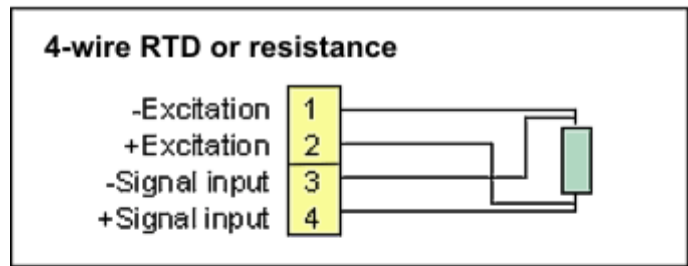 4-wire RTD or resistance
-Excitation 1
+Excitation 2
-Signal input 3
+Signal input 4